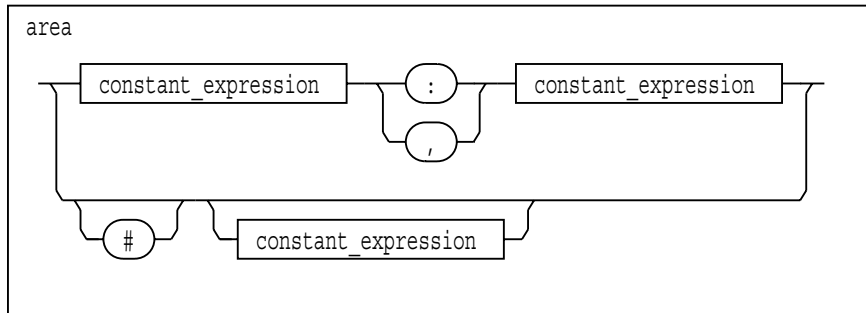 area
constant_expression : constant_expression
,
# constant_expression